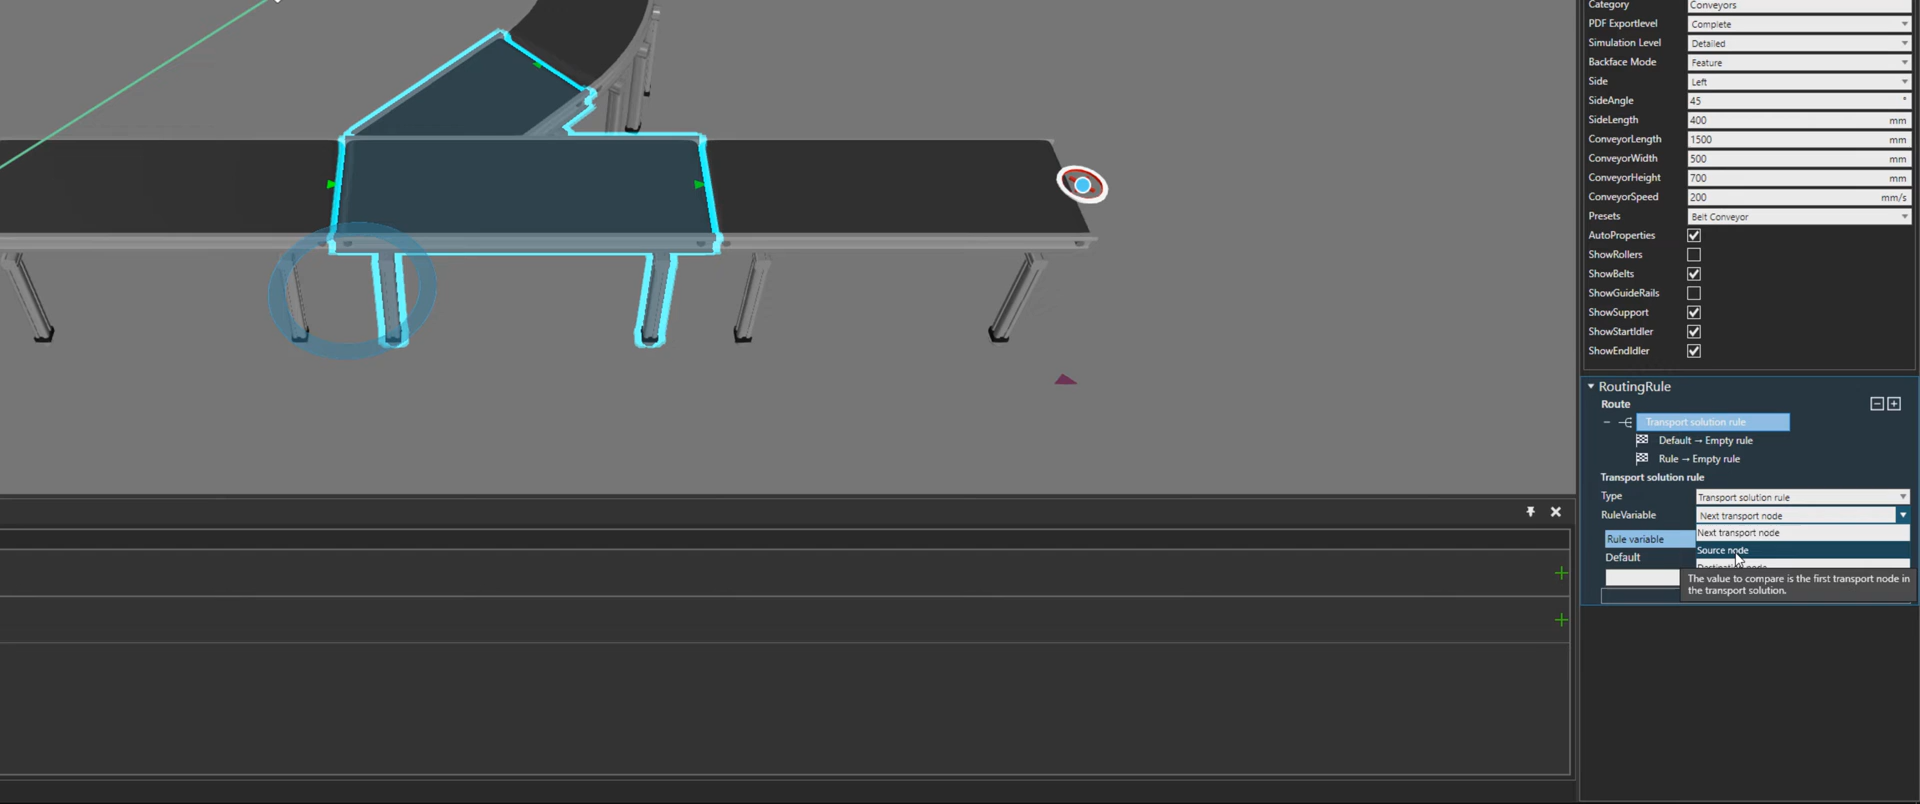 Category Conveyors
PDF Exportlevel Complete
Simulation Level Detailed
Backface Mode Feature
Side Left
SideAngle 45 °
SideLength 400 mm
ConveyorLength 1500 mm
ConveyorWidth 500 mm
ConveyorHeight 700 mm
ConveyorSpeed 200 mm/s
Presets Belt Conveyor
AutoProperties
ShowRollers
ShowBelts
ShowGuideRails
ShowSupport
ShowStartIdler
ShowEndIdler
RoutingRule
Route
Transport solution rule
Default → Empty rule
Rule → Empty rule
Transport solution rule
Type Transport solution rule
RuleVariable Next transport node
Next transport node
Rule variable
Source node
Default
The value to compare is the first transport node in
the transport solution.